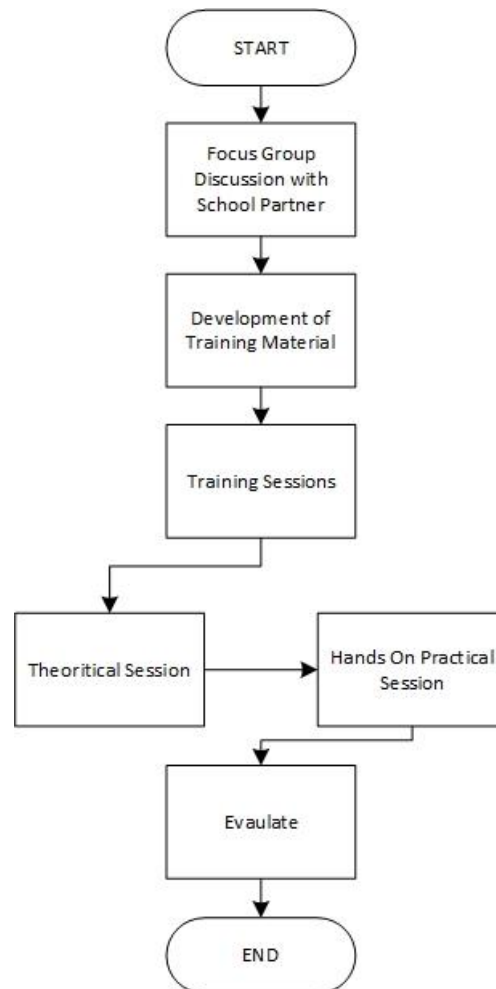 START
Focus Group
Discussion with
School Partner
Development of
Training Material
Training Sessions
Theoritical Session
Hands On Practical
Session
Evaulate
END